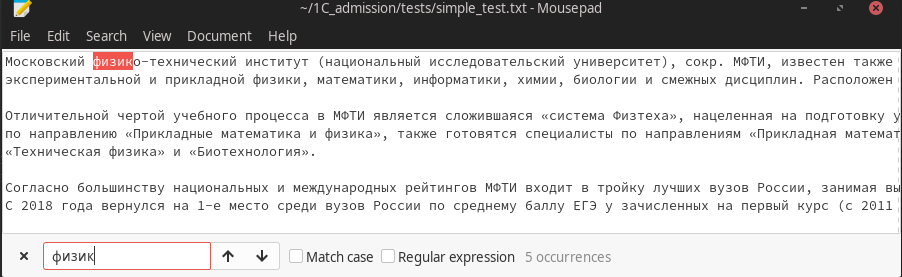 ~/1C_admission/tests/simple_test.txt - Mousepad
File Edit Search View Document Help
Московский физико-технический институт (национальный исследовательский университет), сокр. МФТИ, известен также
экспериментальной и прикладной физики, математики, информатики, химии, биологии и смежных дисциплин. Расположен
Отличительной чертой учебного процесса в МФТИ является сложившаяся «система Физтеха», нацеленная на подготовку у
по направлению «Прикладные математика и физика», также готовятся специалисты по направлениям «Прикладная математ
«Техническая физика» и «Биотехнология».
Согласно большинству национальных и международных рейтингов МФТИ входит в тройку лучших вузов России, занимая вы
С 2018 года вернулся на 1-е место среди вузов России по среднему баллу ЕГЭ у зачисленных на первый курс (с 2011
физик Match case Regular expression 5 occurrences